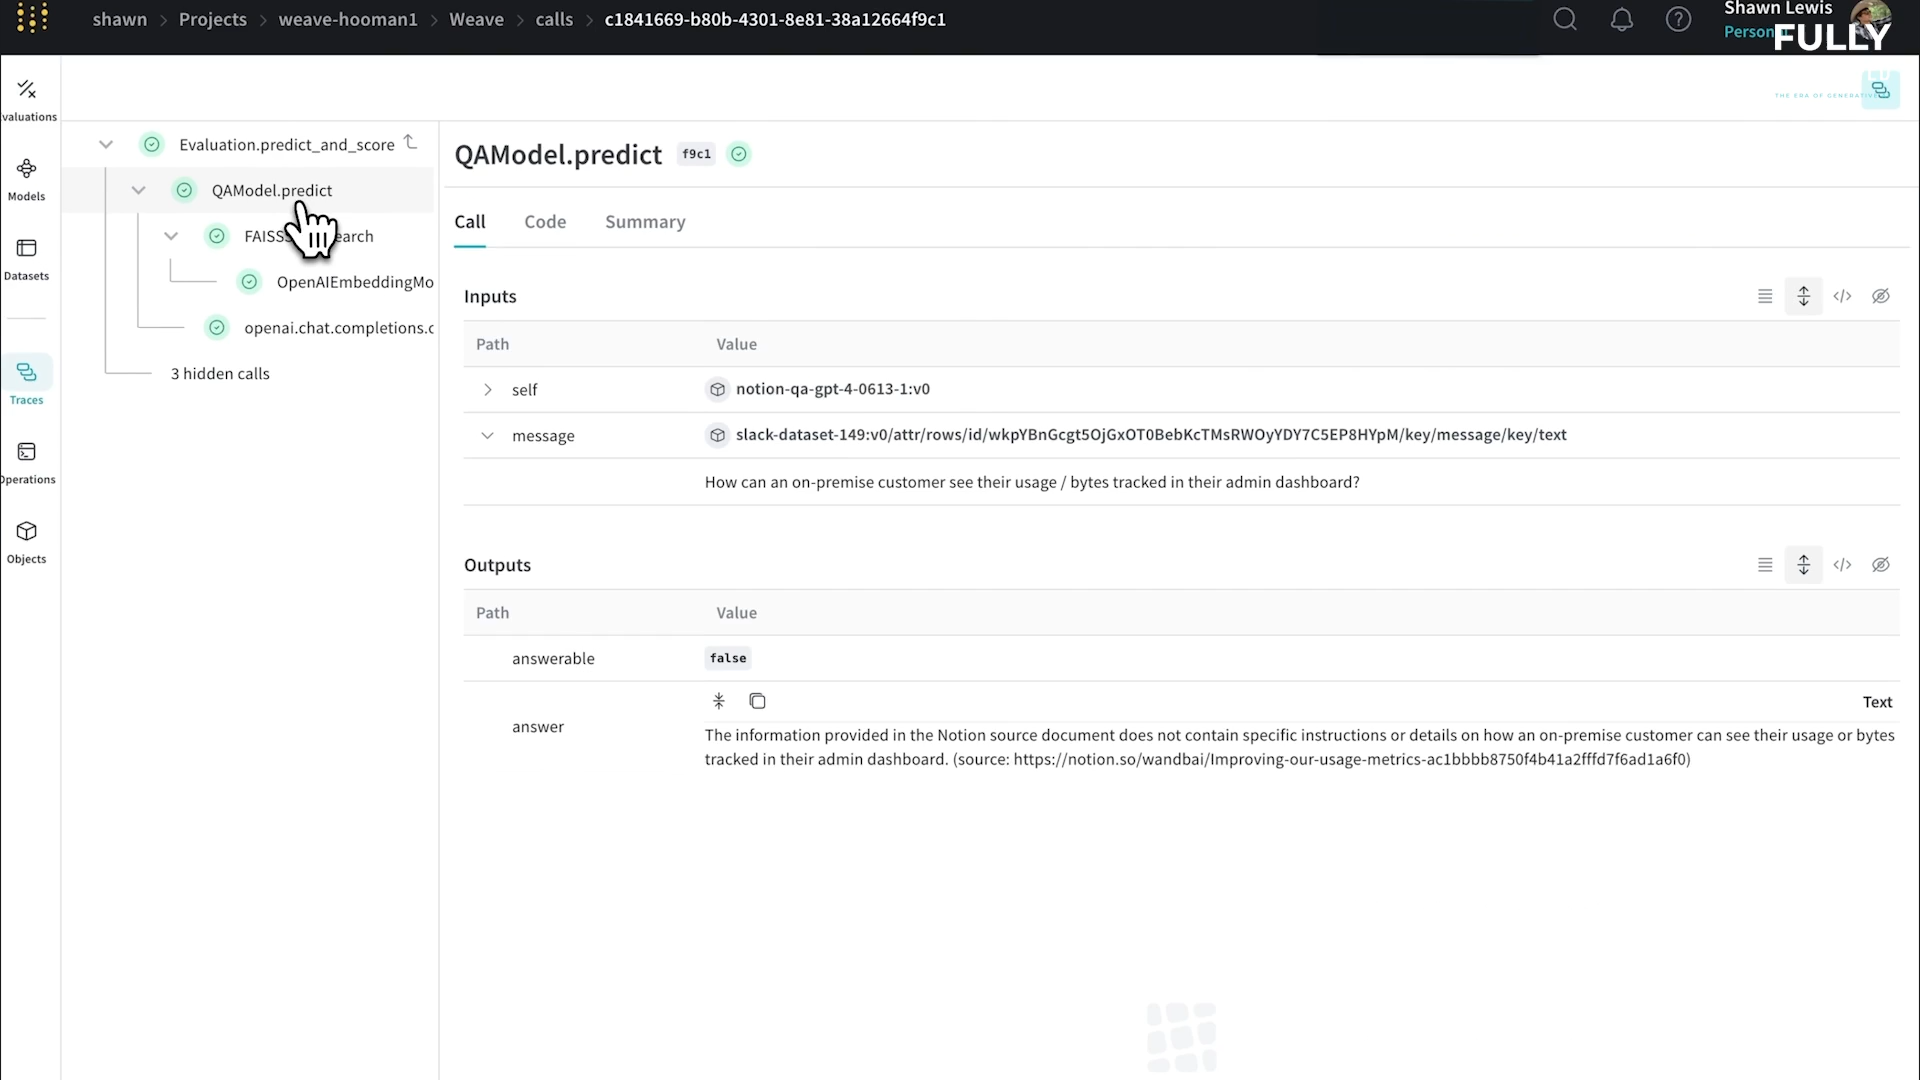 shawn > Projects > weave-hooman1 > Weave > calls > c1841669-b80b-4301-8e81-38a12664f9c1
Shawn Lewis
FULLY
THE ERA OF GENERATIVE
valuations
Models
Datasets
Traces
Operations
Objects
Evaluation.predict_and_score
QAModel.predict
FAISSS earch
OpenAIEmbeddingMo
openai.chat.completions.c
3 hidden calls
QAModel.predict f9c1
Call Code Summary
Inputs
Path Value
self notion-qa-gpt-4-0613-1:v0
message slack-dataset-149:v0/attr/rows/id/wkpYBnGcgt5OjGxOT0BebKcTMsRWOyYDY7C5EP8HYpM/key/message/key/text
How can an on-premise customer see their usage / bytes tracked in their admin dashboard?
Outputs
Path Value
answerable false
Text
answer
The information provided in the Notion source document does not contain specific instructions or details on how an on-premise customer can see their usage or bytes
tracked in their admin dashboard. (source: https://notion.so/wandbai/Improving-our-usage-metrics-ac1bbbb8750f4b41a2fffd7f6ad1a6f0)